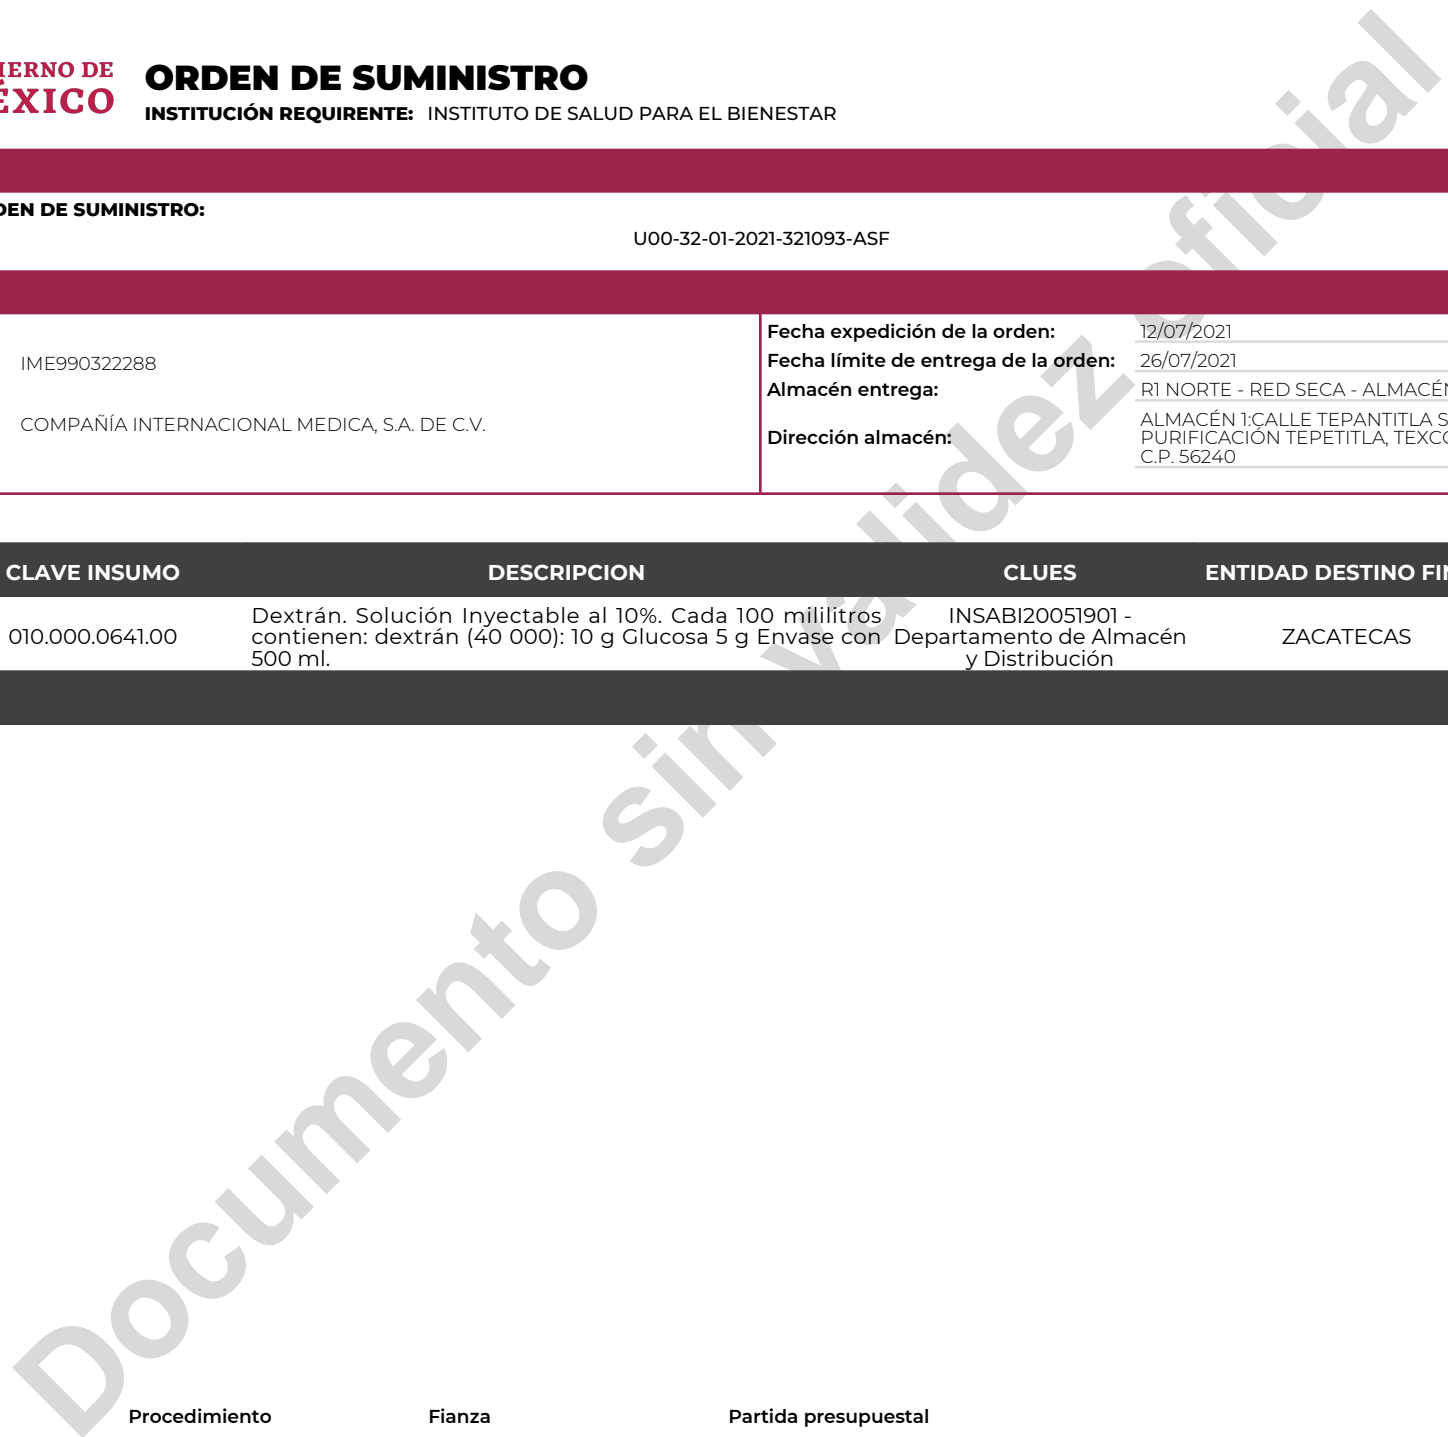 IERNO DE
ÉXICO
ORDEN DE SUMINISTRO
INSTITUCIÓN REQUIRENTE: INSTITUTO DE SALUD PARA EL BIENESTAR
DEN DE SUMINISTRO:
U00-32-01-2021-321093-ASF
IME990322288
COMPAÑÍA INTERNACIONAL MEDICA, S.A. DE C.V.
Fecha expedición de la orden: 12/07/2021
Fecha límite de entrega de la orden: 26/07/2021
Almacén entrega: R1 NORTE - RED SECA - ALMACÉN
Dirección almacén:
ALMACÉN 1:CALLE TEPANTITLA S
PURIFICACIÓN TEPETITLA, TEXCO
C.P. 56240
CLAVE INSUMO DESCRIPCION CLUES ENTIDAD DESTINO FIN
010.000.0641.00
Dextrán. Solución Inyectable al 10%. Cada 100 mililitros
contienen: dextrán (40 000): 10 g Glucosa 5 g Envase con
500 ml.
INSABI20051901 -
Departamento de Almacén
y Distribución
ZACATECAS
Documento sin validez oficial
Procedimiento Fianza Partida presupuestal